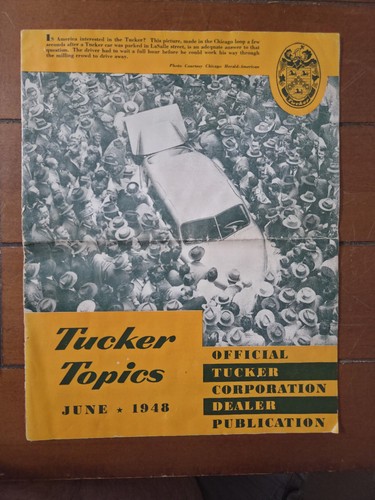 Is America interested in the Tucker? This picture, made in the Chicago loop a few
seconds after a Tucker car was parked in LaSalle street, is an adequate answer to this
question. The driver had to wait a full hour before he could work his way through
the milling crowd to drive away.
Photo Courtesy Chicago Herald-American
Tucker
Tucker
Topics
JUNE ★ 1948
OFFICIAL
TUCKER
CORPORATION
DEALER
PUBLICATION